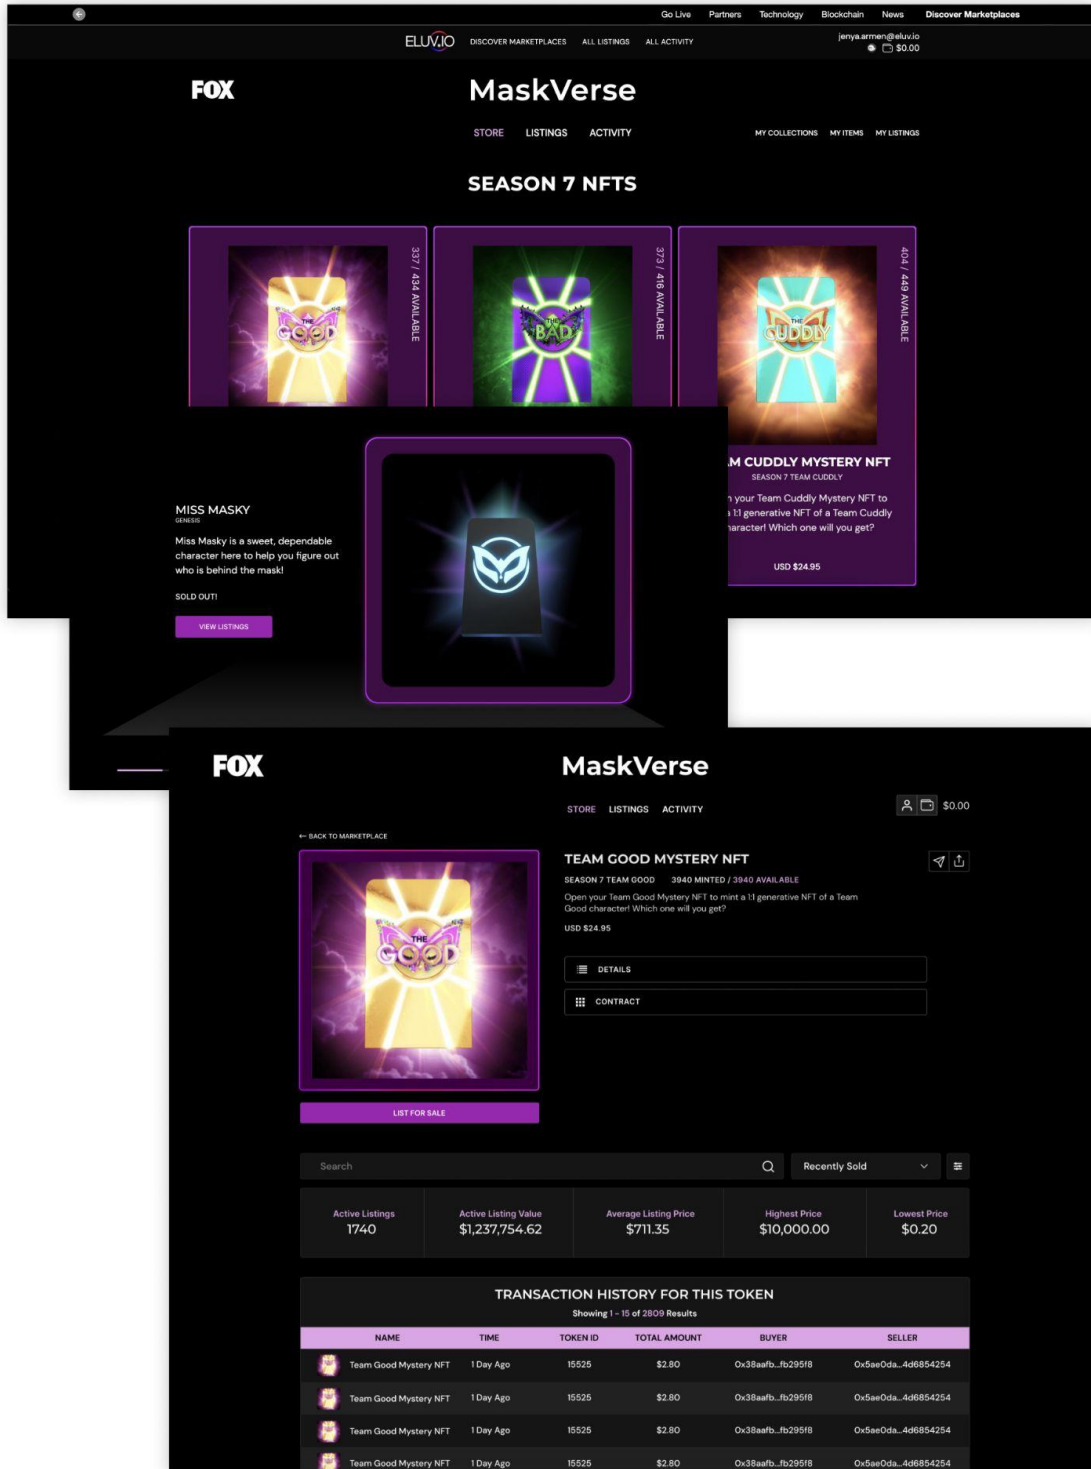 Go Live Partners Technology Blockchain News Discover Marketplaces
ELUV.IO DISCOVER MARKETPLACES ALL LISTINGS ALL ACTIVITY
jenya.armen@eluv.io
$0.00
FOX
MaskVerse
STORE LISTINGS ACTIVITY
MY COLLECTIONS MY ITEMS MY LISTINGS
SEASON 7 NFTS
337 / 434 AVAILABLE
THE
GOOD
373 / 416 AVAILABLE
THE
BAD
404 / 449 AVAILABLE
THE
CUDDLY
CUDDLY MYSTERY NFT
SEASON 7 TEAM CUDDLY
your Team Cuddly Mystery NFT to
1:1 generative NFT of a Team Cuddly
Which one will you get?
USD $24.95
MISS MASKY
GENESIS
Miss Masky is a sweet, dependable
character here to help you figure out
who is behind the mask!
SOLD OUT!
VIEW LISTINGS
FOX
MaskVerse
STORE LISTINGS ACTIVITY
$0.00
← BACK TO MARKETPLACE
THE
GOOD
LIST FOR SALE
TEAM GOOD MYSTERY NFT
SEASON 7 TEAM GOOD 3940 MINTED / 3940 AVAILABLE
Open your Team Good Mystery NFT to mint a 1:1 generative NFT of a Team
Good character! Which one will you get?
USD $24.95
DETAILS
CONTRACT
Search
Recently Sold
Active Listings
1740
Active Listing Value
$1,237,754.62
Average Listing Price
$711.35
Highest Price
$10,000.00
Lowest Price
$0.20
TRANSACTION HISTORY FOR THIS TOKEN
Showing 1 - 15 of 2809 Results
NAME TIME TOKEN ID TOTAL AMOUNT BUYER SELLER
Team Good Mystery NFT 1 Day Ago 15525 $2.80 0x38aafb...fb295f8 0x5ae0da...4d6854254
Team Good Mystery NFT 1 Day Ago 15525 $2.80 0x38aafb...fb295f8 0x5ae0da...4d6854254
Team Good Mystery NFT 1 Day Ago 15525 $2.80 0x38aafb...fb295f8 0x5ae0da...4d6854254
Team Good Mystery NFT 1 Day Ago 15525 $2.80 0x38aafb...fb295f8 0x5ae0da...4d6854254